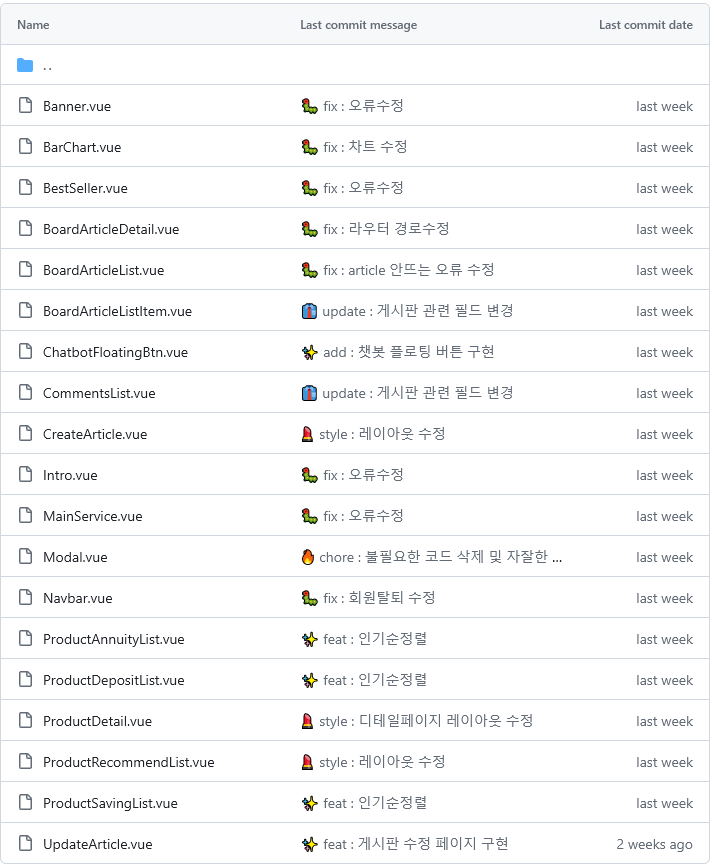 Name Last commit message Last commit date
..
Banner.vue fix : 오류수정 last week
BarChart.vue fix : 차트 수정 last week
BestSeller.vue fix : 오류수정 last week
BoardArticleDetail.vue fix : 라우터 경로수정 last week
BoardArticleList.vue fix : article 안뜨는 오류 수정 last week
BoardArticleListItem.vue update : 게시판 관련 필드 변경 last week
ChatbotFloatingBtn.vue add : 챗봇 플로팅 버튼 구현 last week
CommentsList.vue update : 게시판 관련 필드 변경 last week
CreateArticle.vue style : 레이아웃 수정 last week
Intro.vue fix : 오류수정 last week
MainService.vue fix : 오류수정 last week
Modal.vue chore : 불필요한 코드 삭제 및 자잘한 ... last week
Navbar.vue fix : 회원탈퇴 수정 last week
ProductAnnuityList.vue feat : 인기순정렬 last week
ProductDepositList.vue feat : 인기순정렬 last week
ProductDetail.vue style : 디테일페이지 레이아웃 수정 last week
ProductRecommendList.vue style : 레이아웃 수정 last week
ProductSavingList.vue feat : 인기순정렬 last week
UpdateArticle.vue feat : 게시판 수정 페이지 구현 2 weeks ago